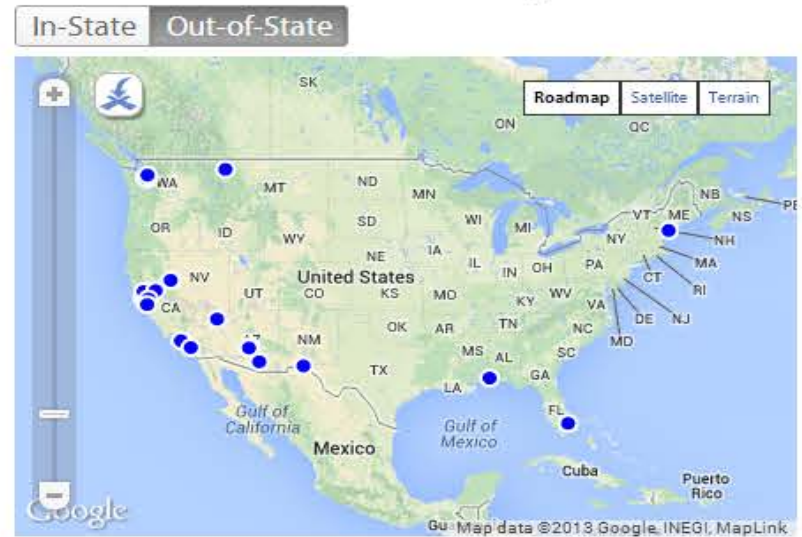 In-State Out-of-State
Roadmap Satellite Terrain
SK
ON
QC
WA
MT
ND
MN
NB
VT ME
NS
PE
OR
ID
SD
WI
MI
NY
NH
WY
IA
NE
IL
IN
OH
PA
MA
CT
RI
NV
United States
UT
CO
KS
MO
KY
WV
VA
NJ
DE
MD
CA
OK
AR
TN
NC
AZ
NM
MS
AL
SC
TX
LA
GA
FL
Gulf of
California
Gulf of
Mexico
Mexico
Cuba
Puerto
Rico
Google
Gu
Map data ©2013 Google, INEGI, MapLink